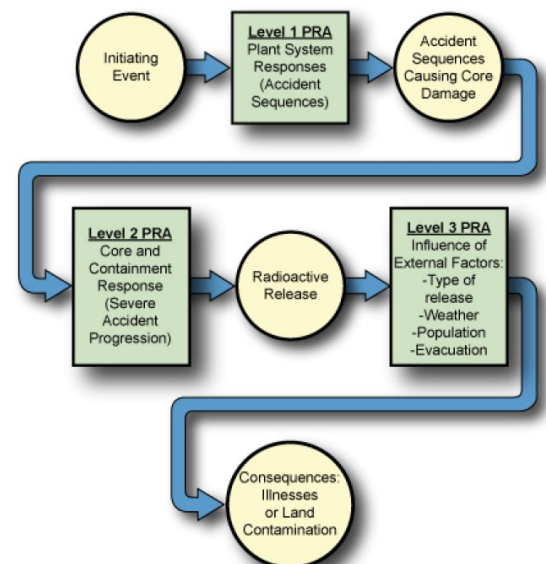 Initiating
Event
Level 1 PRA
Plant System
Responses
(Accident
Sequences)
Accident
Sequences
Causing Core
Damage
Level 2 PRA
Core and
Containment
Response
(Severe
Accident
Progression)
Radioactive
Release
Level 3 PRA
Influence of
External Factors:
-Type of
release
-Weather
-Population
-Evacuation
Consequences:
Illnesses
or Land
Contamination